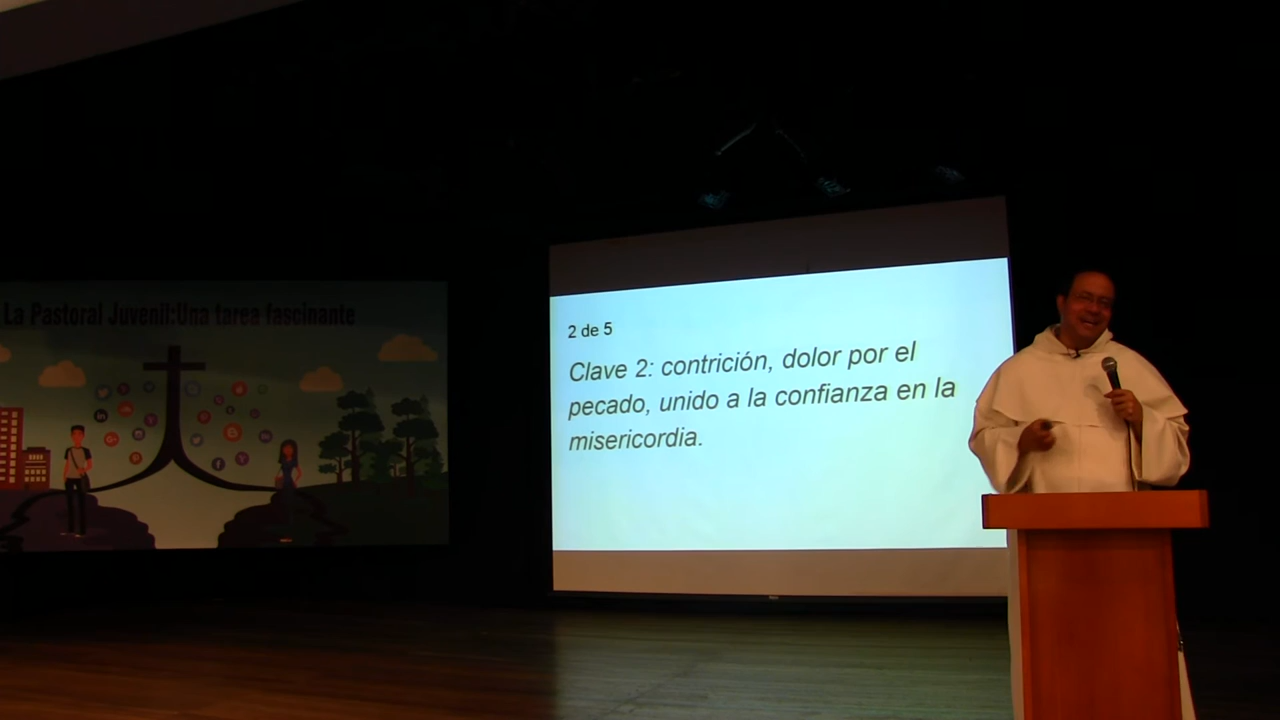 La Pastoral Juvenil:Una tarea fascinante
2 de 5
Clave 2: contrición, dolor por el
pecado, unido a la confianza en la
misericordia.